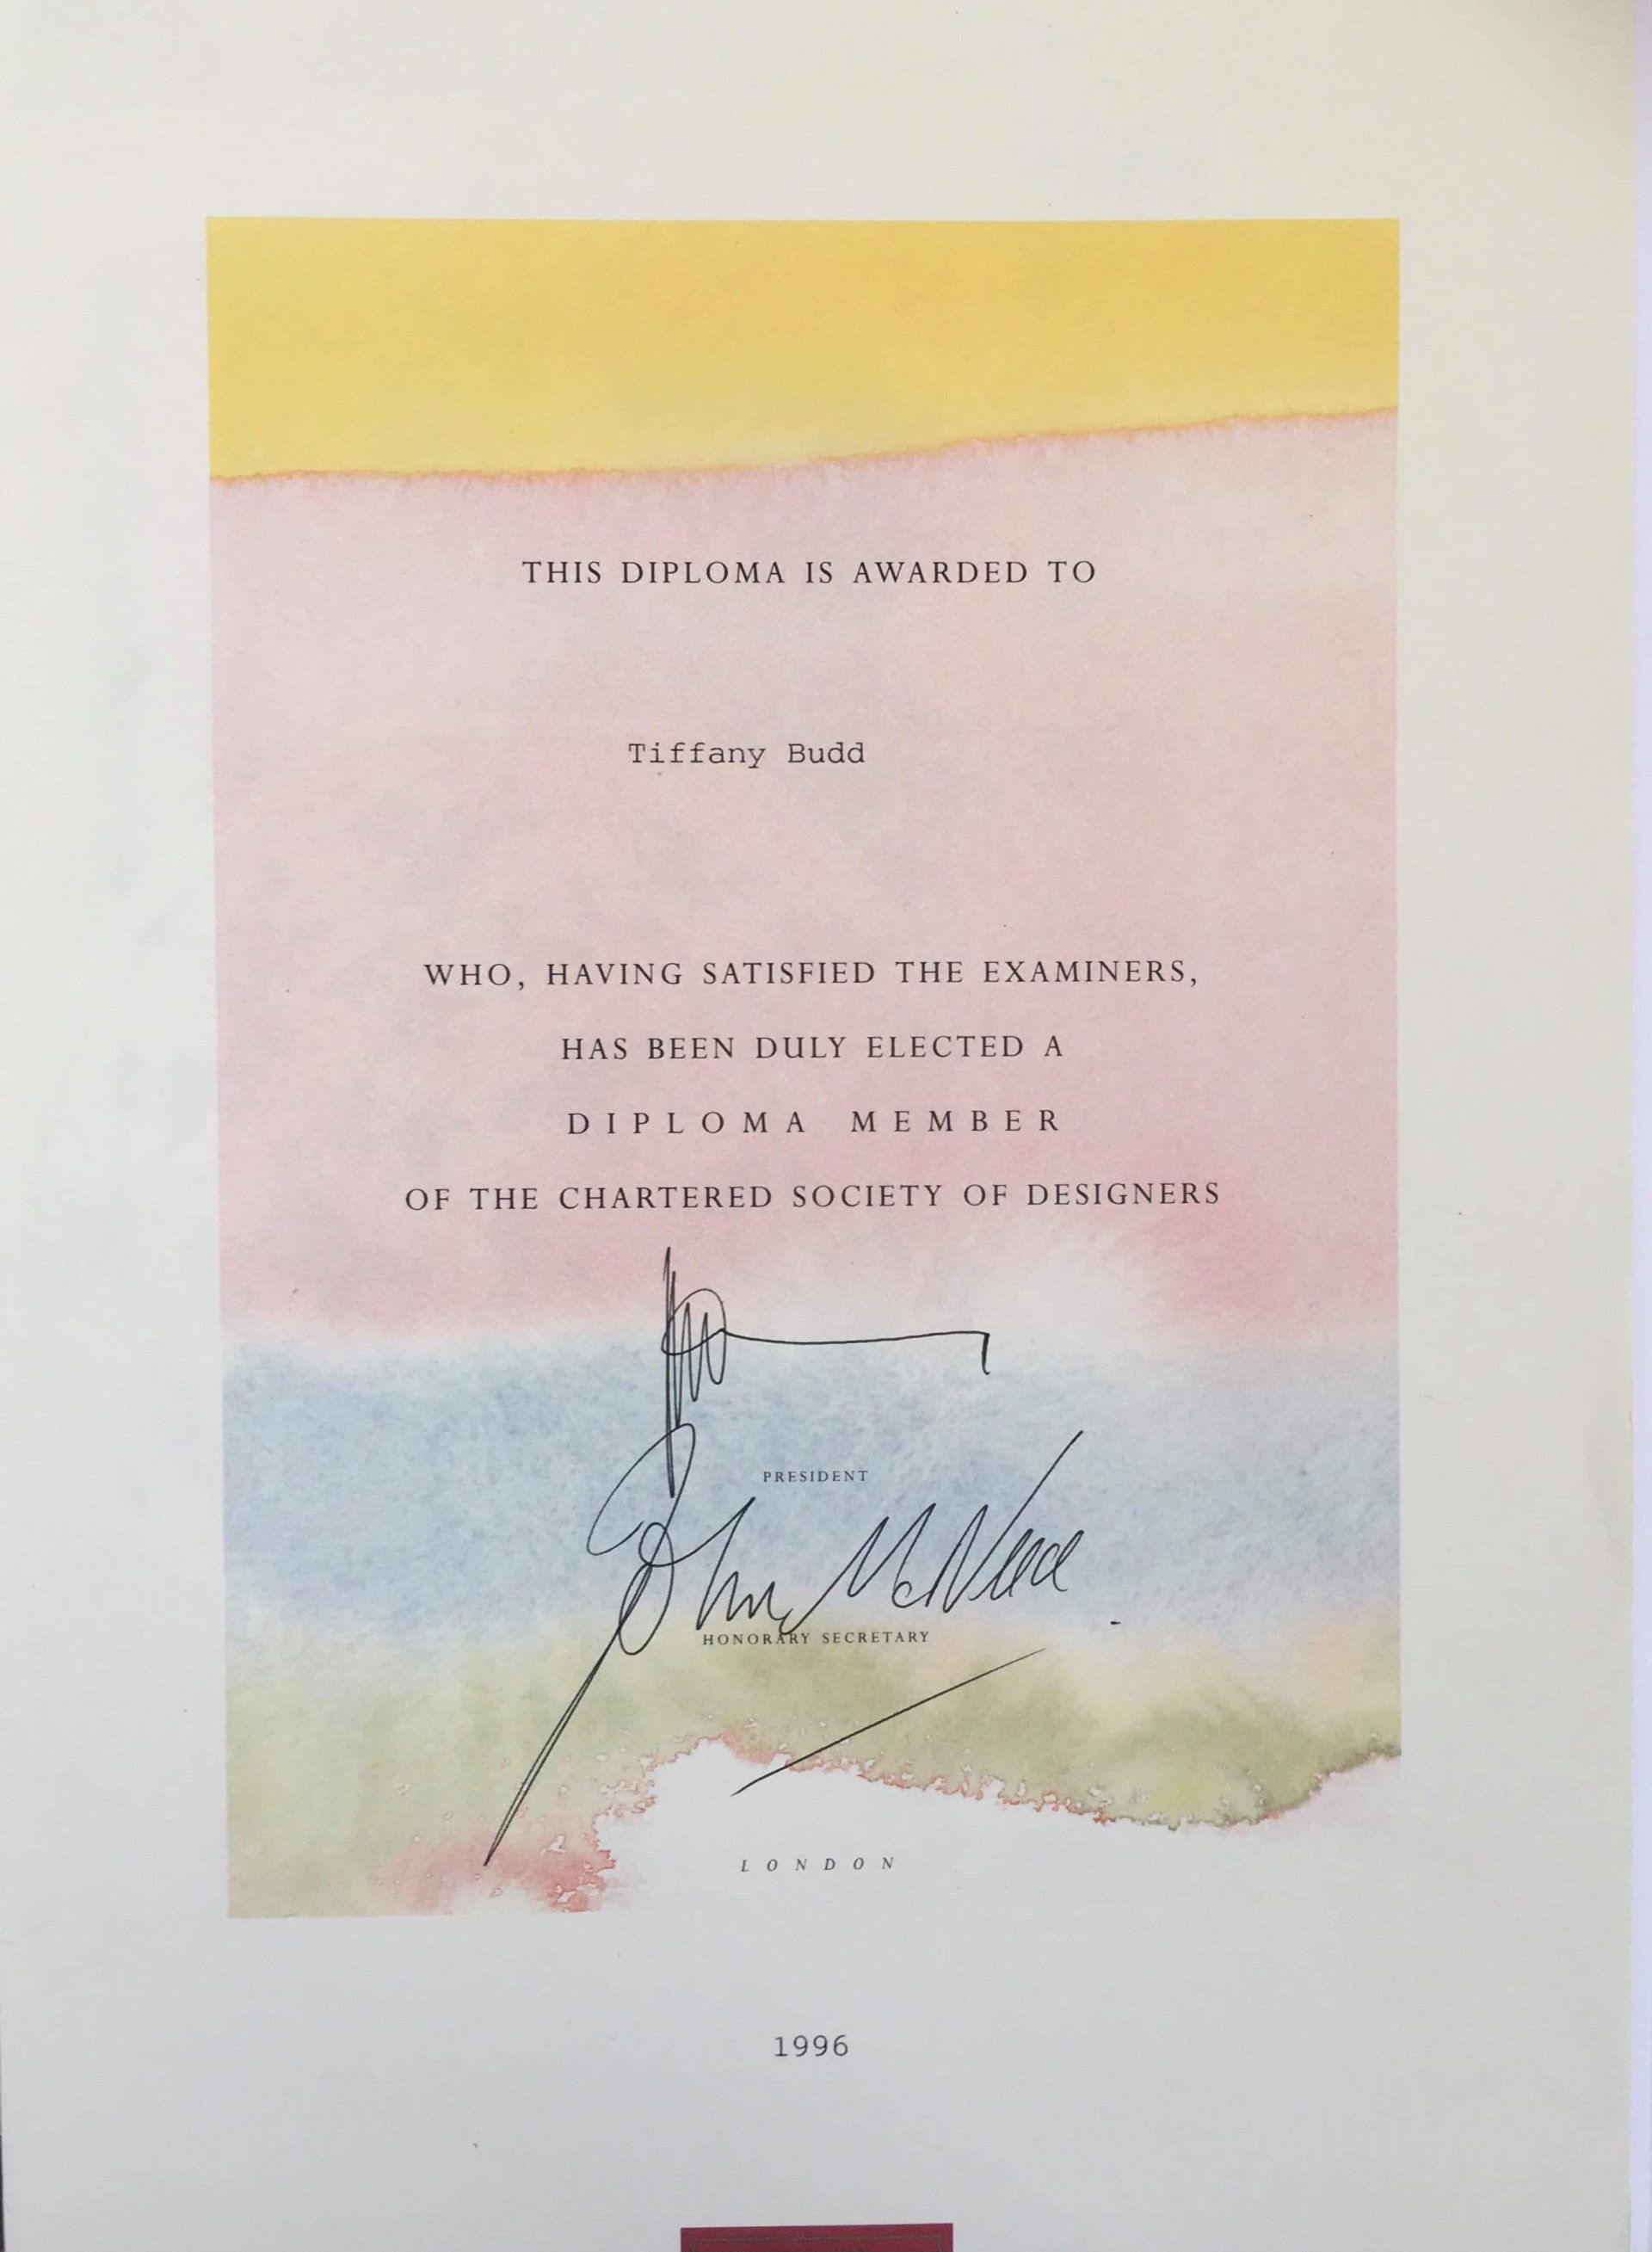 THIS DIPLOMA IS AWARDED TO
Tiffany Budd
WHO, HAVING SATISFIED THE EXAMINERS,
HAS BEEN DULY ELECTED A
DIPLOMA MEMBER
OF THE CHARTERED SOCIETY OF DESIGNERS
PRESIDENT
John
HONORARY SECRETARY
LONDON
1996